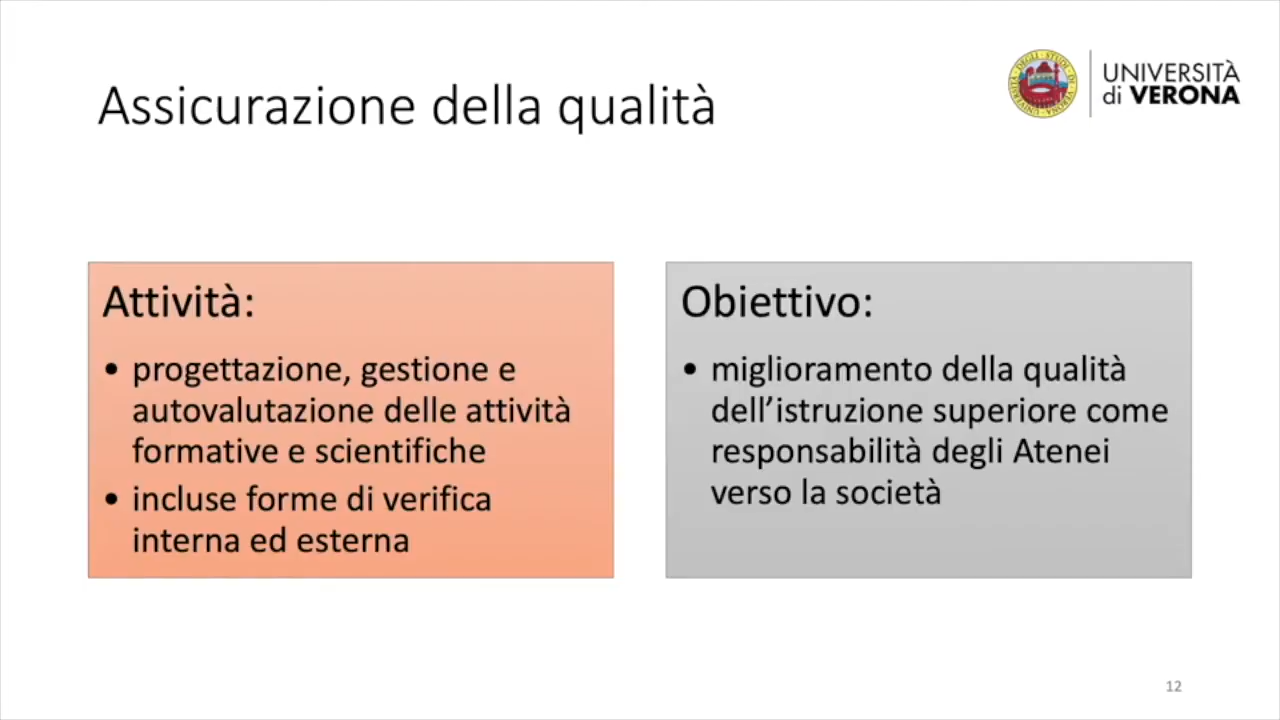 Assicurazione della qualità
UNIVERSITÀ
di VERONA
Attività:
• progettazione, gestione e
autovalutazione delle attività
formative e scientifiche
• incluse forme di verifica
interna ed esterna
Obiettivo:
• miglioramento della qualità
dell’istruzione superiore come
responsabilità degli Atenei
verso la società
12